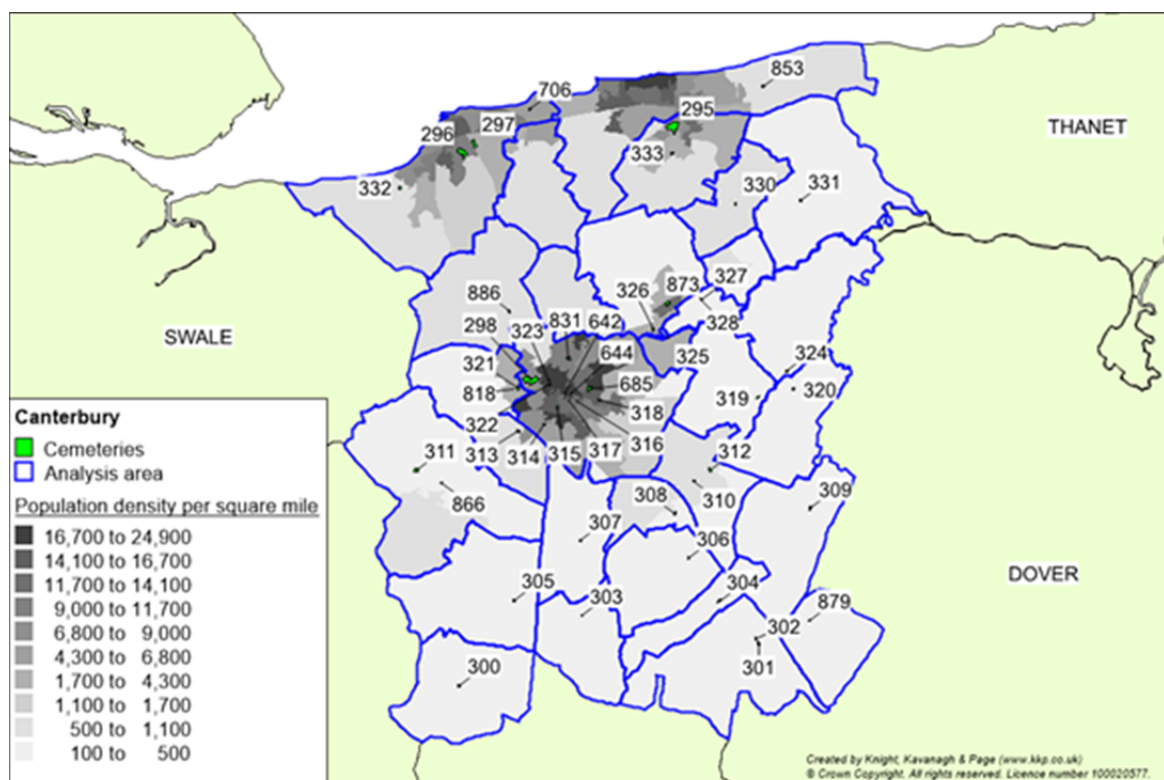 853
706
THANET
295
296
297
333
332
330
331
327
873
326
886
SWALE
298
323
831
642
328
644
325
321
324
685
320
818
319
318
322
316
313
314
315
317
312
311
309
308
310
866
307
306
DOVER
304
305
303
879
302
301
300
Canterbury
Cemeteries
Analysis area
Population density per square mile
16,700 to 24,900
14,100 to 16,700
11,700 to 14,100
9,000 to 11,700
6,800 to 9,000
4,300 to 6,800
1,700 to 4,300
1,100 to 1,700
500 to 1,100
100 to 500
Created by Knight, Kavanagh & Page (www.kkp.co.uk)
© Crown Copyright. All rights reserved. Licence number 100020577.